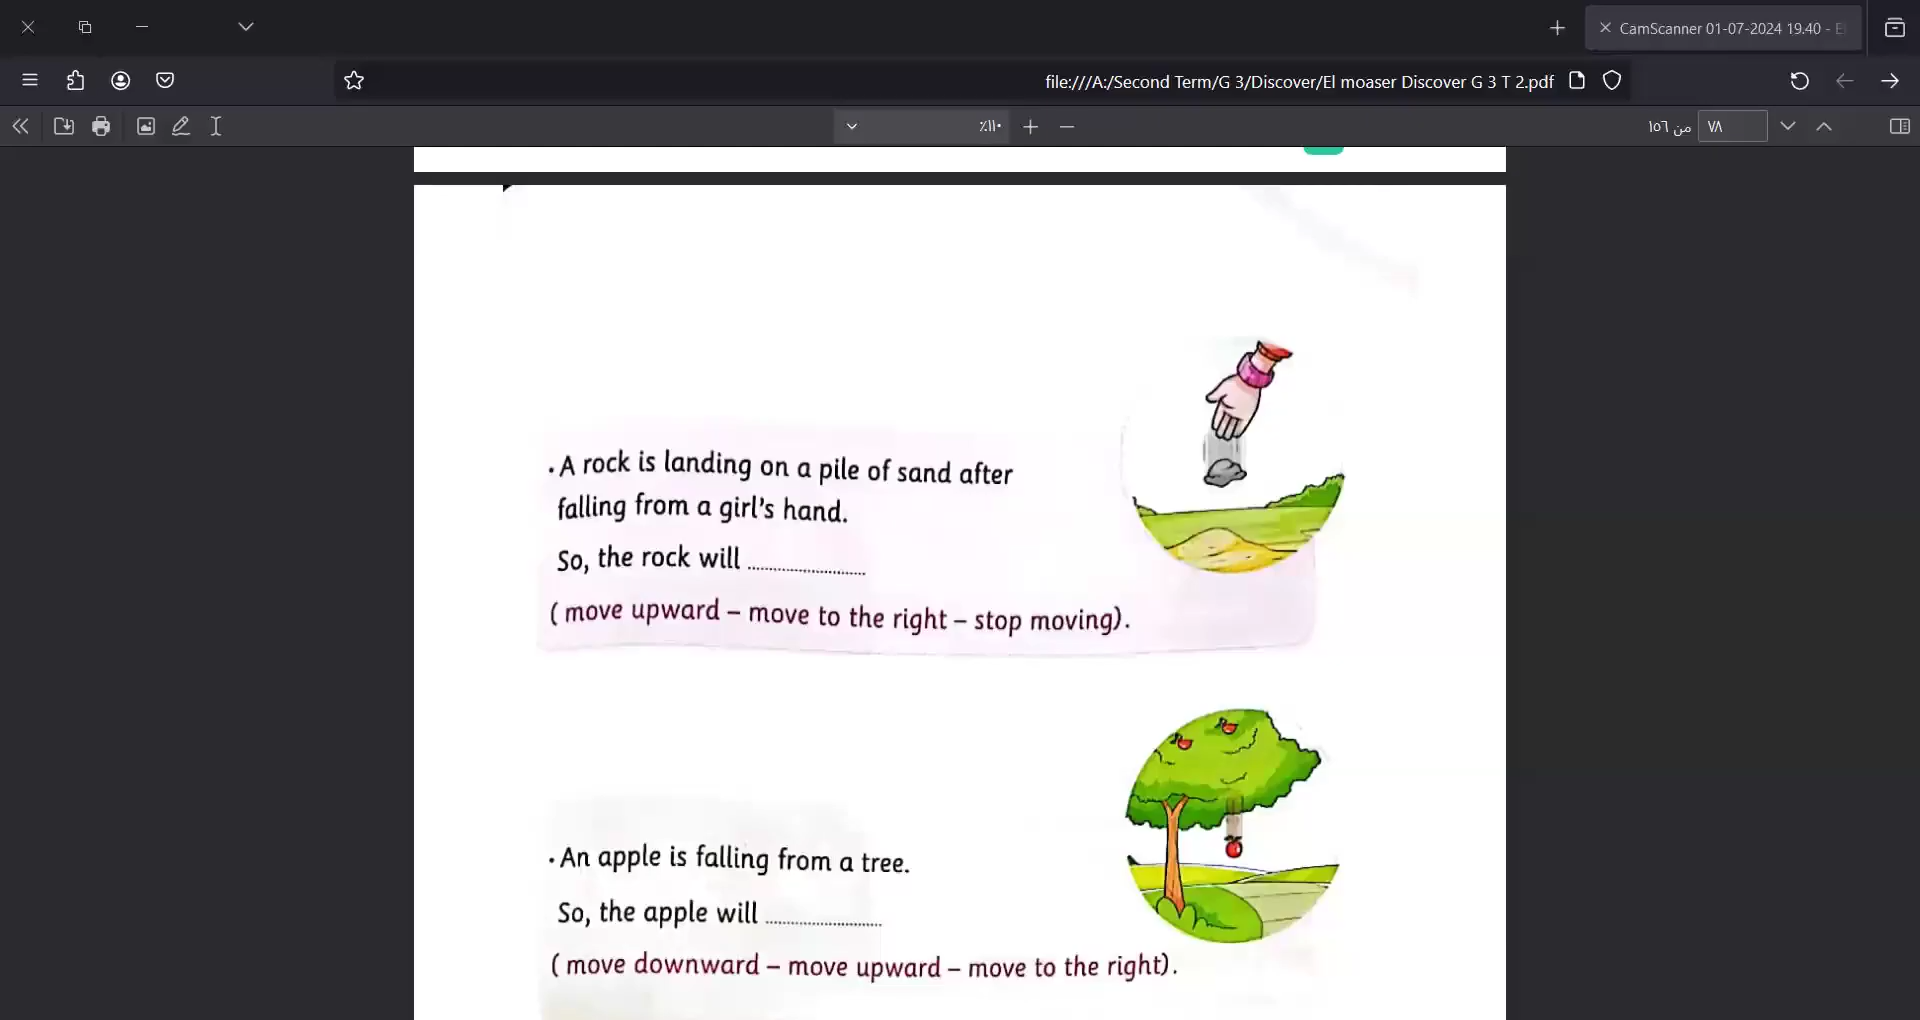 CamScanner 01-07-2024 19.40 - El
file:///A:/Second Term/G 3/Discover/El moaser Discover G 3 T 2.pdf
٪١١٠
من ١٥٦
٧٨
. A rock is landing on a pile of sand after
falling from a girl's hand.
So, the rock will ......................
( move upward – move to the right – stop moving).
. An apple is falling from a tree.
So, the apple will ......................
( move downward – move upward – move to the right).